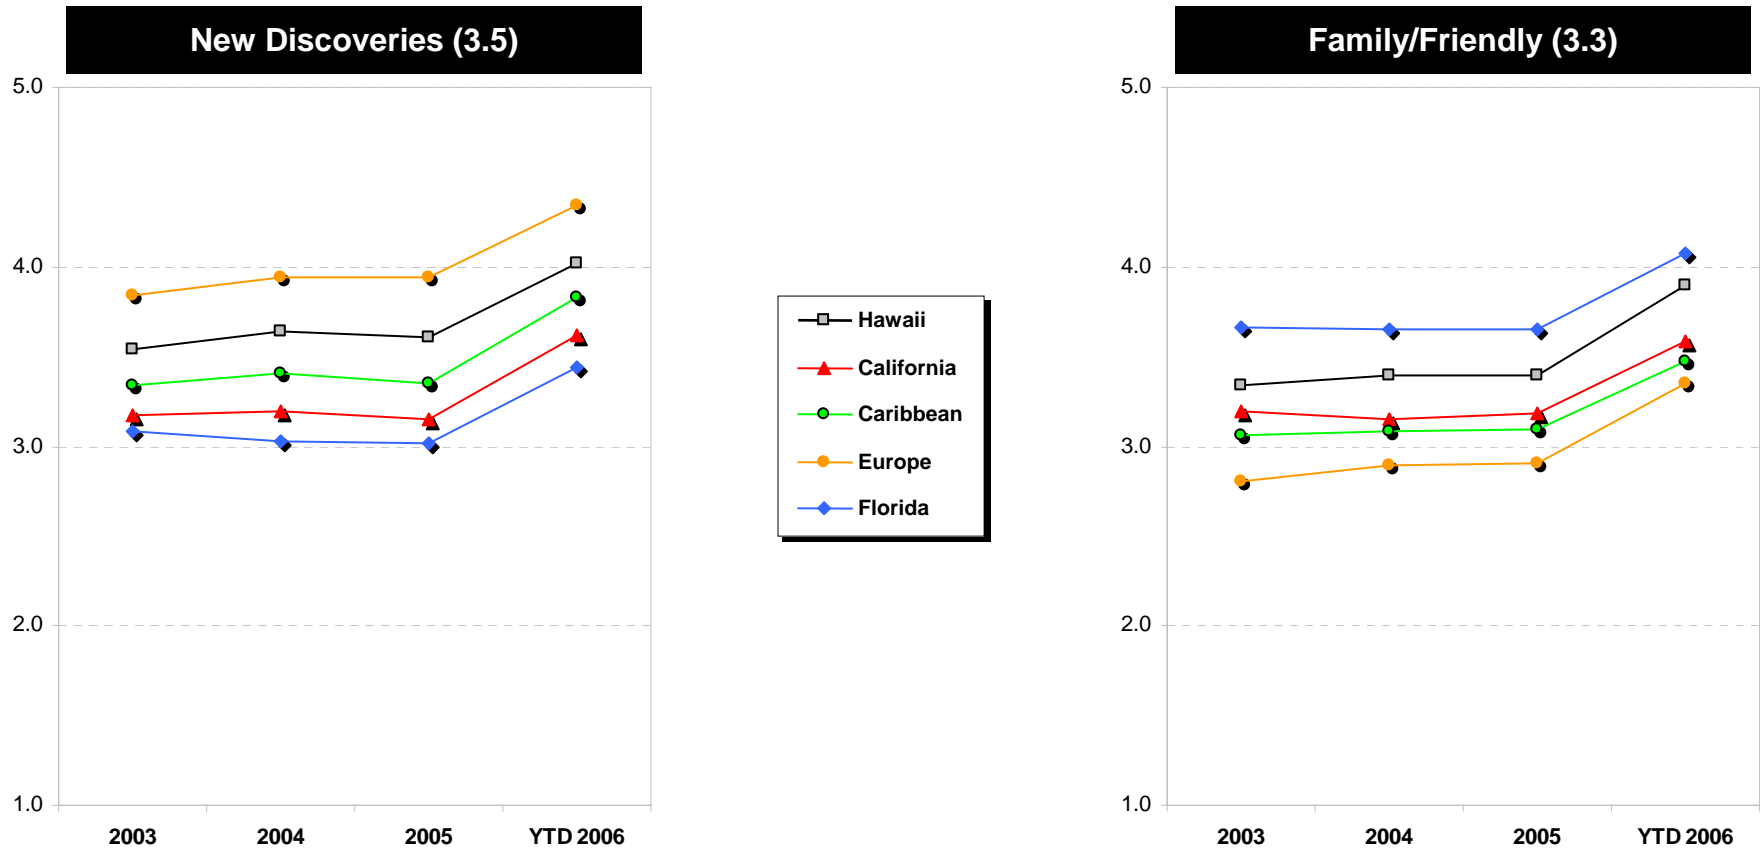 New Discoveries (3.5)
5.0
4.0
3.0
2.0
1.0
2003 2004 2005 YTD 2006
Hawaii
California
Caribbean
Europe
Florida
Family/Friendly (3.3)
5.0
4.0
3.0
2.0
1.0
2003 2004 2005 YTD 2006